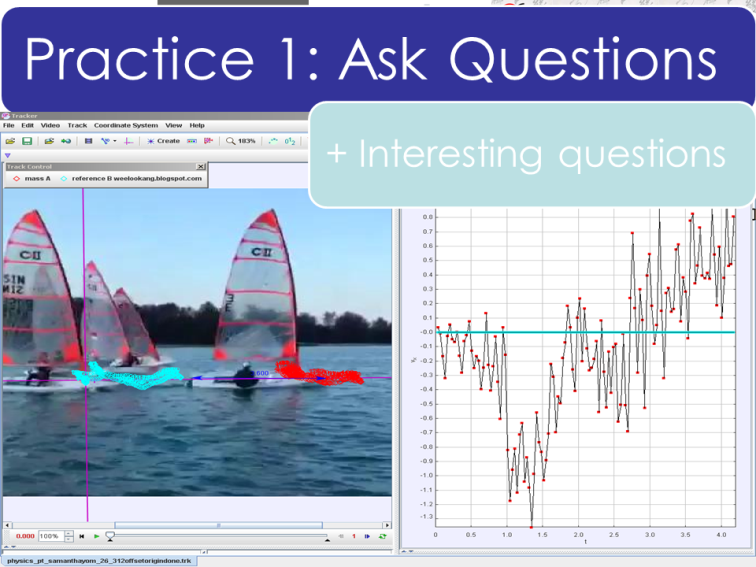 Practice 1: Ask Questions
+ Interesting questions
Tracker
File Edit Video Track Coordinate System View Help
Create
183%
Track Control
mass A
reference B weelookang.blogspot.com
CII
CII
.600
0.8
0.7
0.6
0.5
0.4
0.3
0.2
0.1
-0.0
-0.1
-0.2
-0.3
-0.4
-0.5
-0.6
-0.7
-0.8
-0.9
-1.0
-1.1
-1.2
-1.3
0 0.5 1.0 1.5 2.0 2.5 3.0 3.5 4.0
t
0.000 100%
1
physics_pf_samanthayom_26_312offsetorigindone.trk